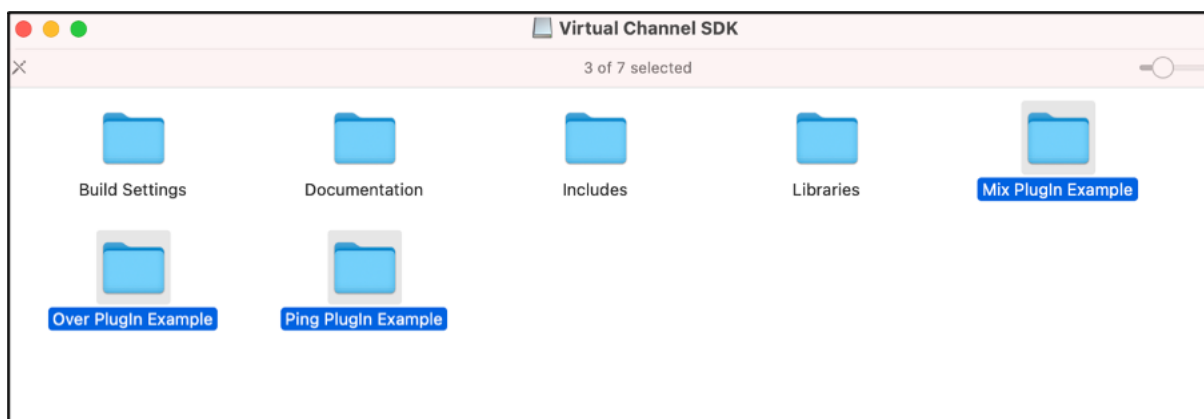 Virtual Channel SDK
3 of 7 selected
Build Settings
Documentation
Includes
Libraries
Mix PlugIn Example
Over PlugIn Example
Ping PlugIn Example